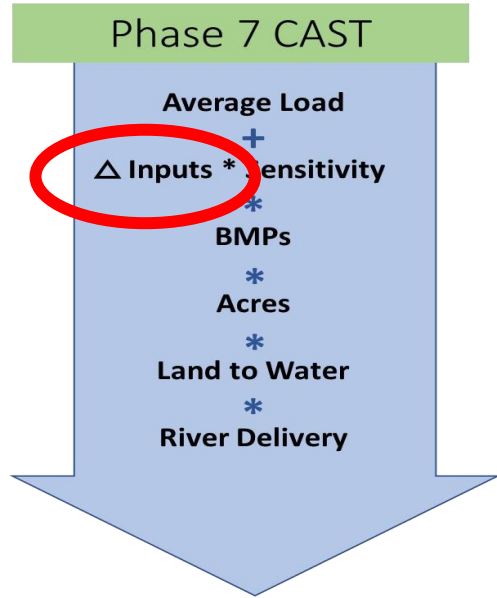 Phase 7 CAST
Average Load
+
△ Inputs * Sensitivity
*
BMPs
*
Acres
*
Land to Water
*
River Delivery